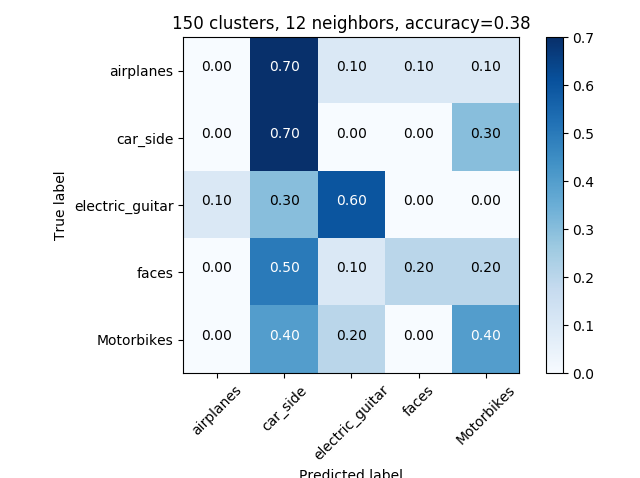 150 clusters, 12 neighbors, accuracy=0.38
True label
airplanes 0.00 0.70 0.10 0.10 0.10
car_side 0.00 0.70 0.00 0.00 0.30
electric_guitar 0.10 0.30 0.60 0.00 0.00
faces 0.00 0.50 0.10 0.20 0.20
Motorbikes 0.00 0.40 0.20 0.00 0.40
airplanes car_side electric_guitar faces Motorbikes
Predicted label
0.7
0.6
0.5
0.4
0.3
0.2
0.1
0.0